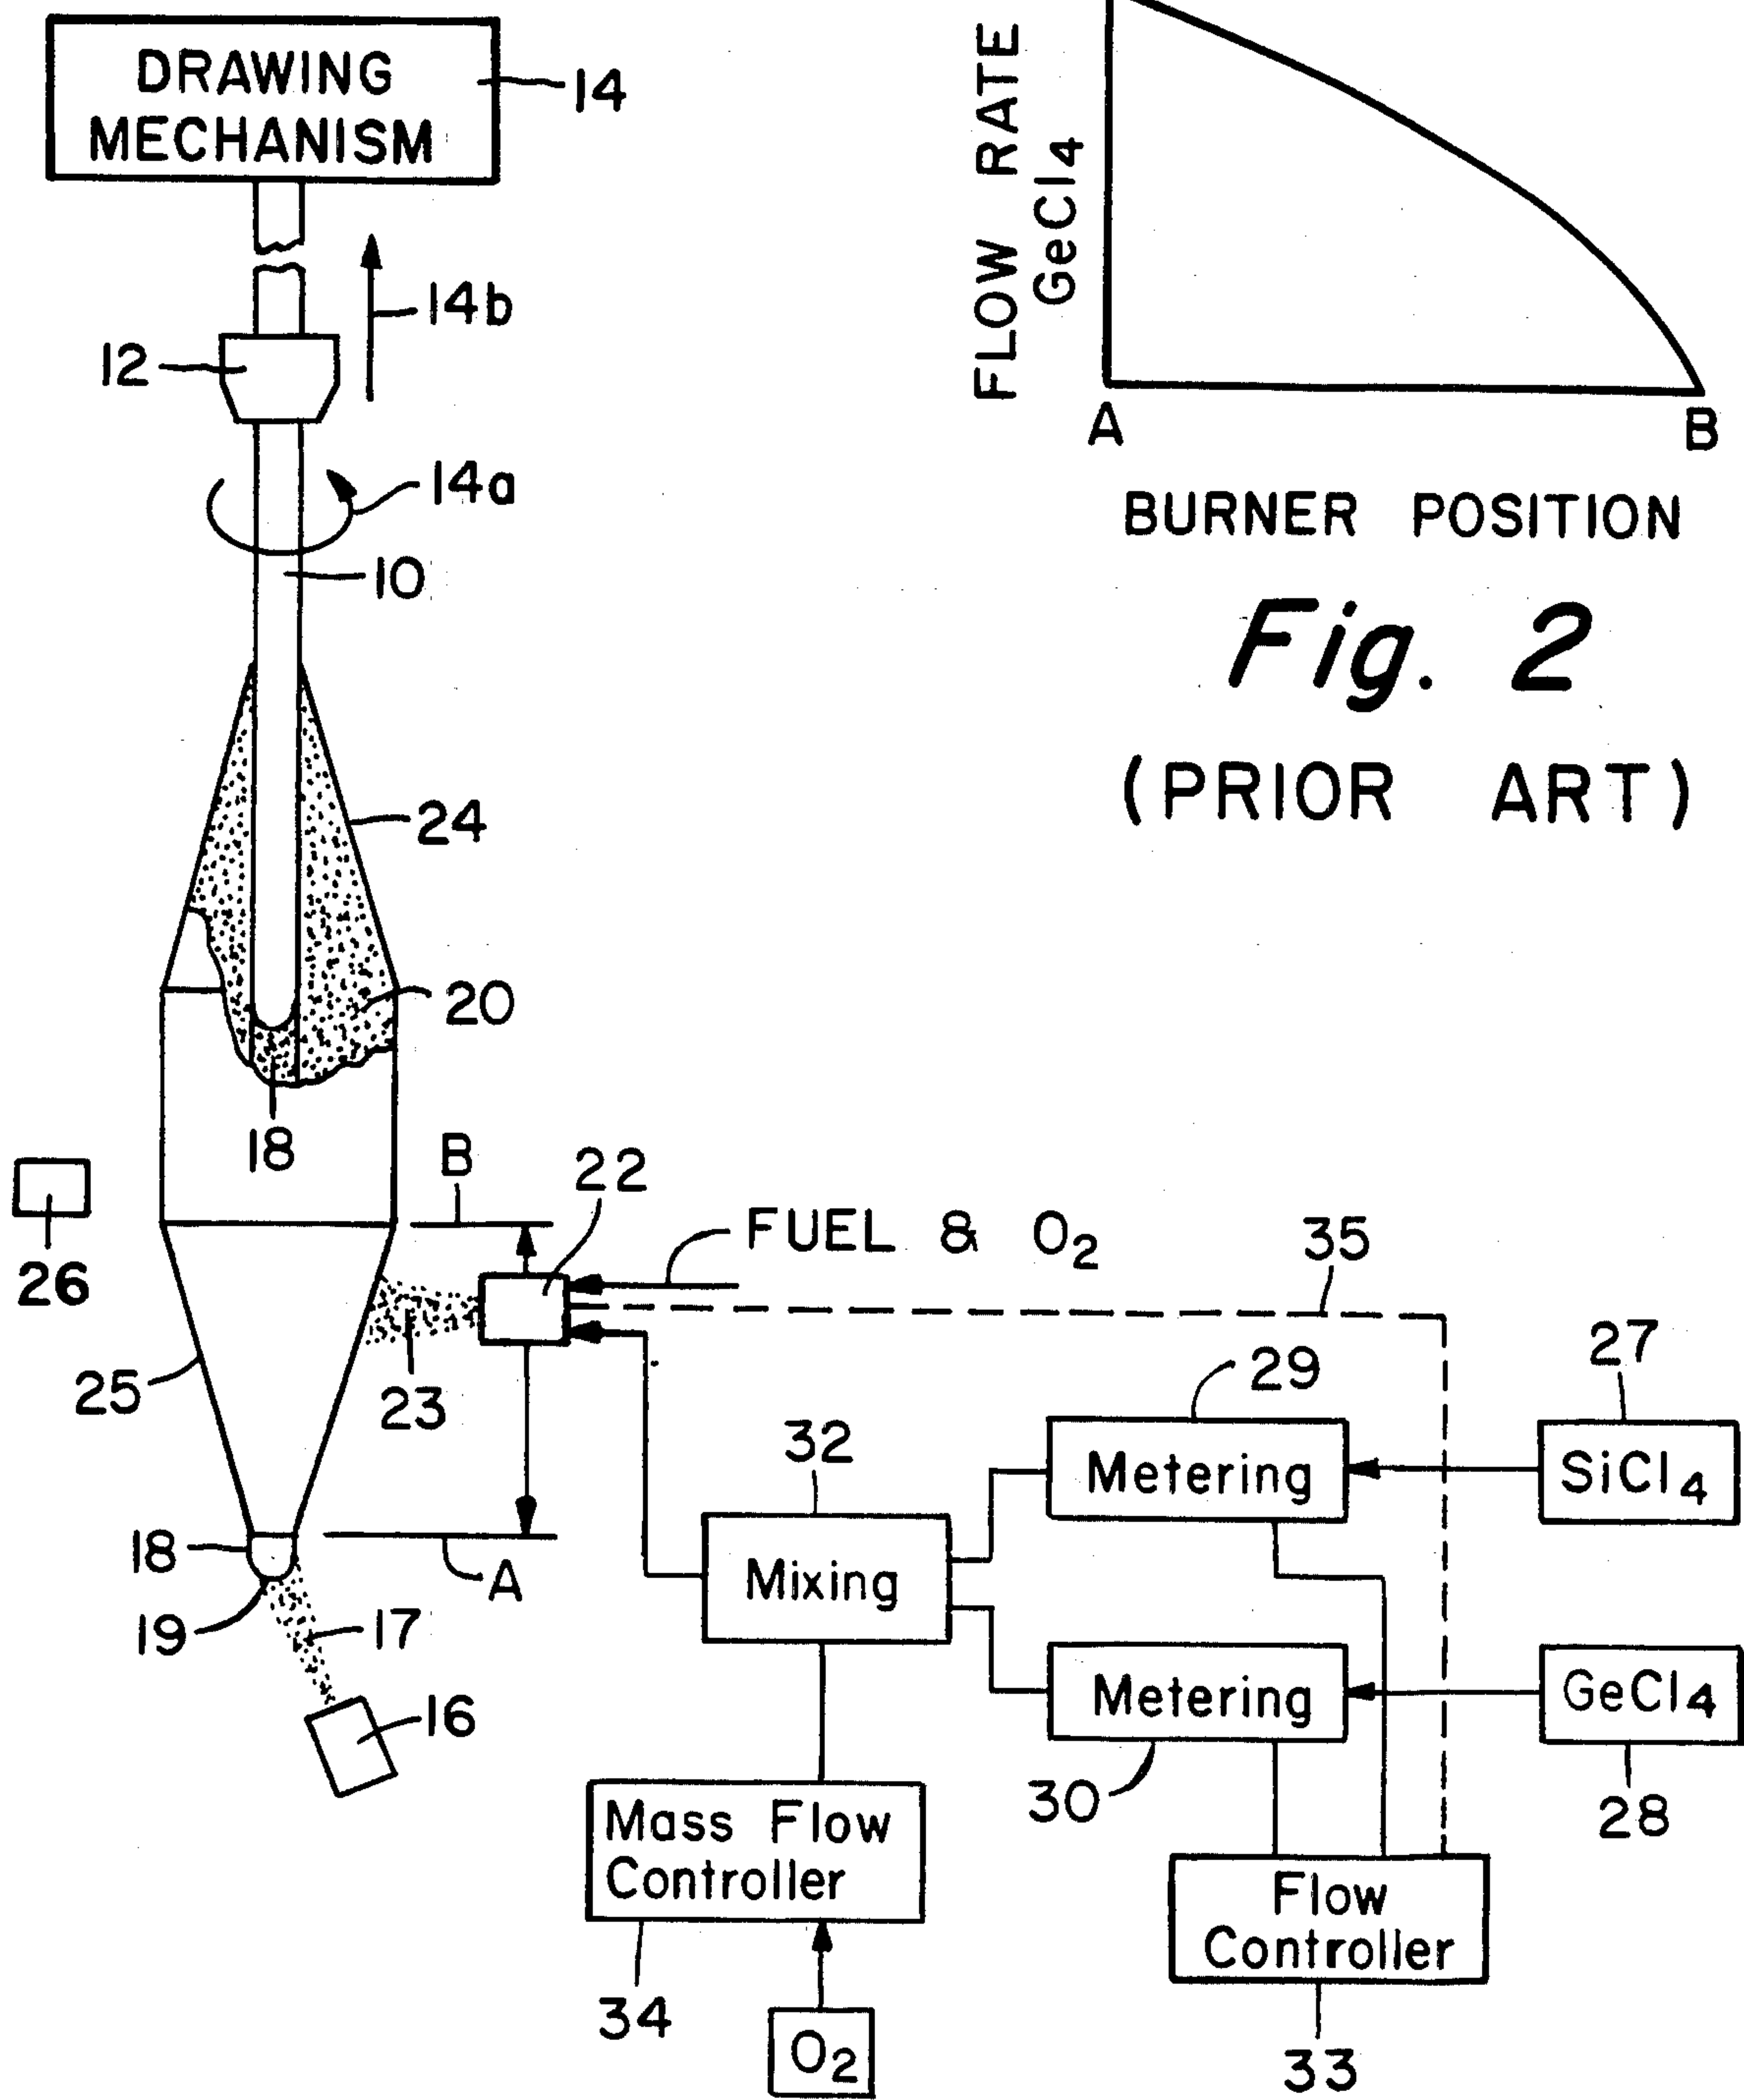 DRAWING
MECHANISM
14
14b
12
14a
10
24
20
18
26
B
22
FUEL & O2
35
25
23
27
29
SiCl4
Metering
32
Mixing
18
A
19
17
16
Metering
GeCl4
30
28
Mass Flow
Controller
Flow
Controller
34
O2
33
FLOW RATE
GeCl4
A
B
BURNER POSITION
Fig. 2
(PRIOR ART)